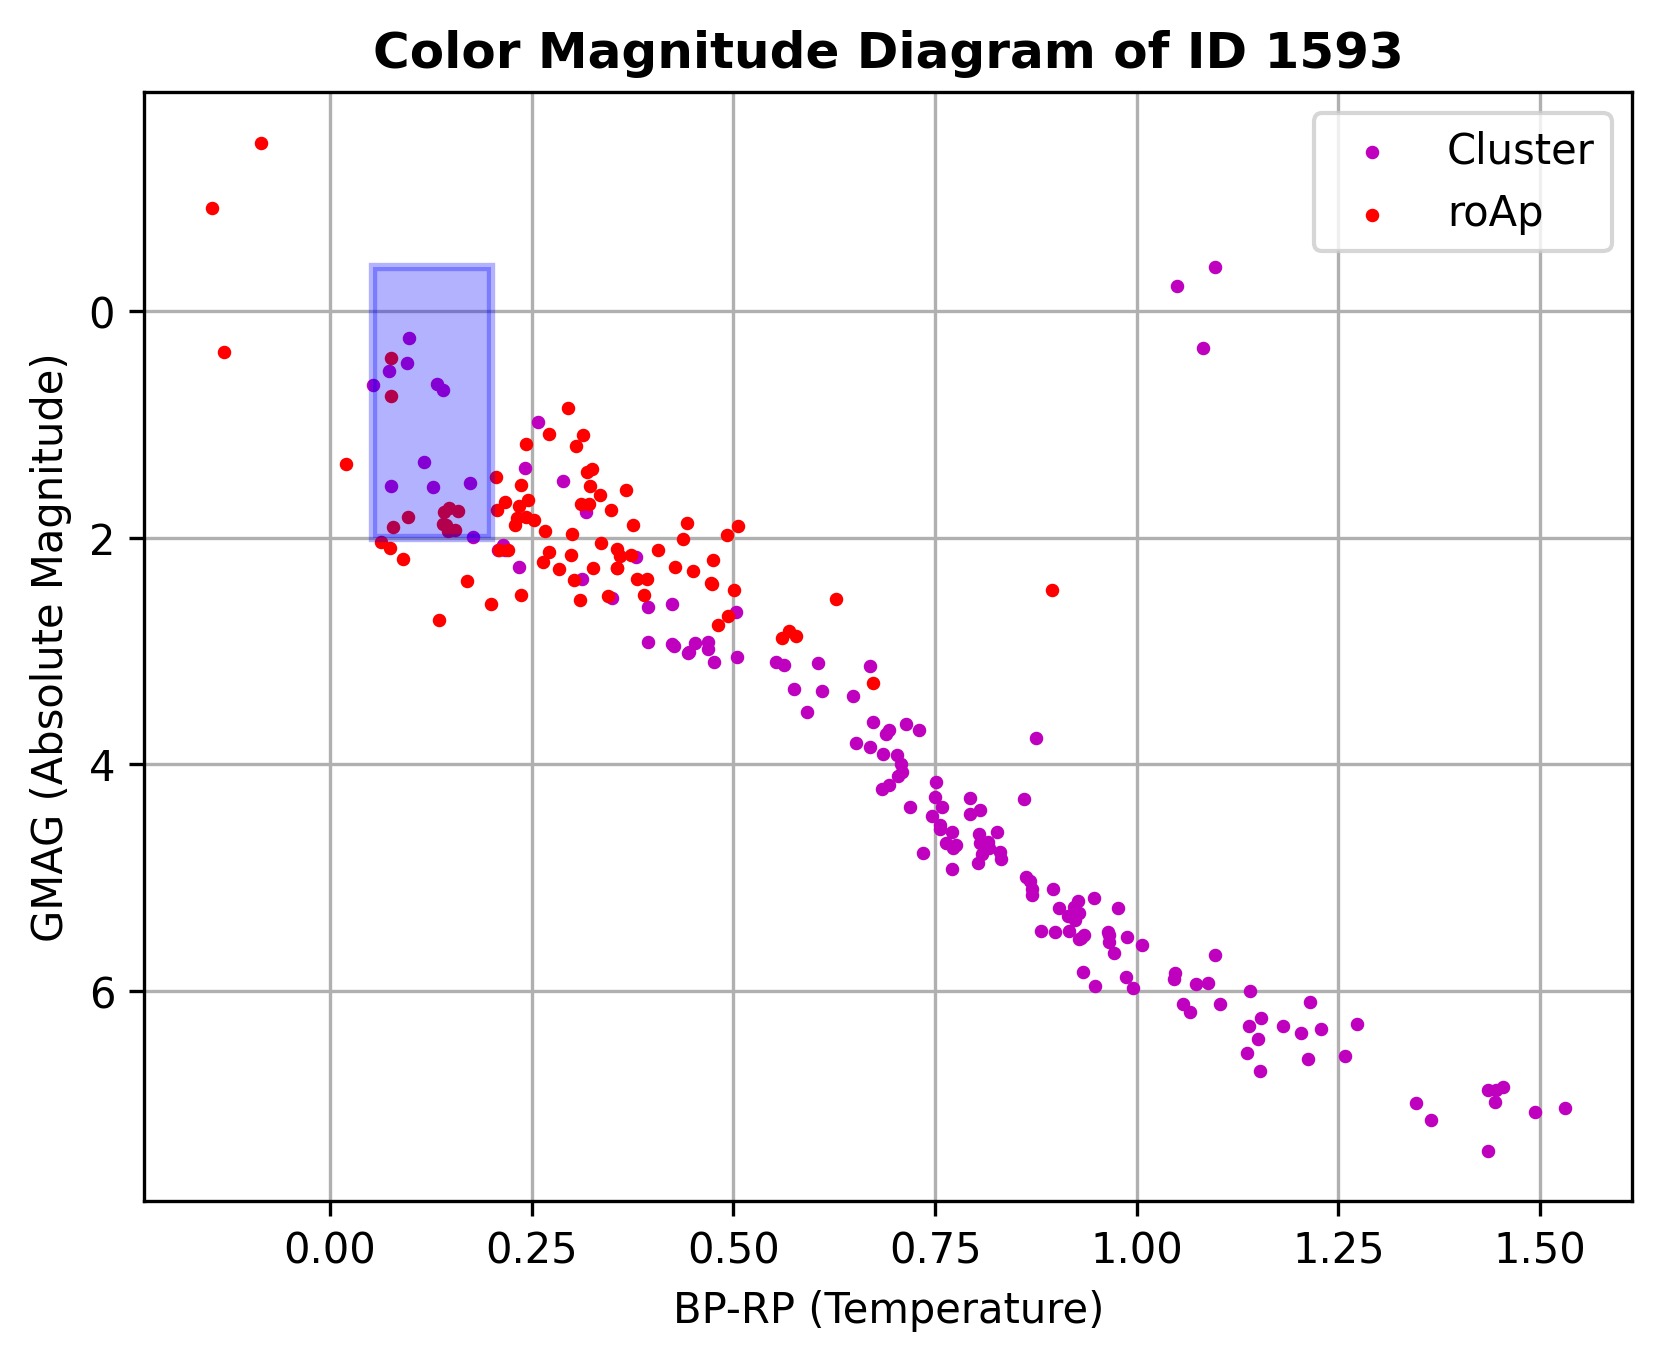 Color Magnitude Diagram of ID 1593
Cluster
roAp
GMAG (Absolute Magnitude)
0
2
4
6
0.00 0.25 0.50 0.75 1.00 1.25 1.50
BP-RP (Temperature)